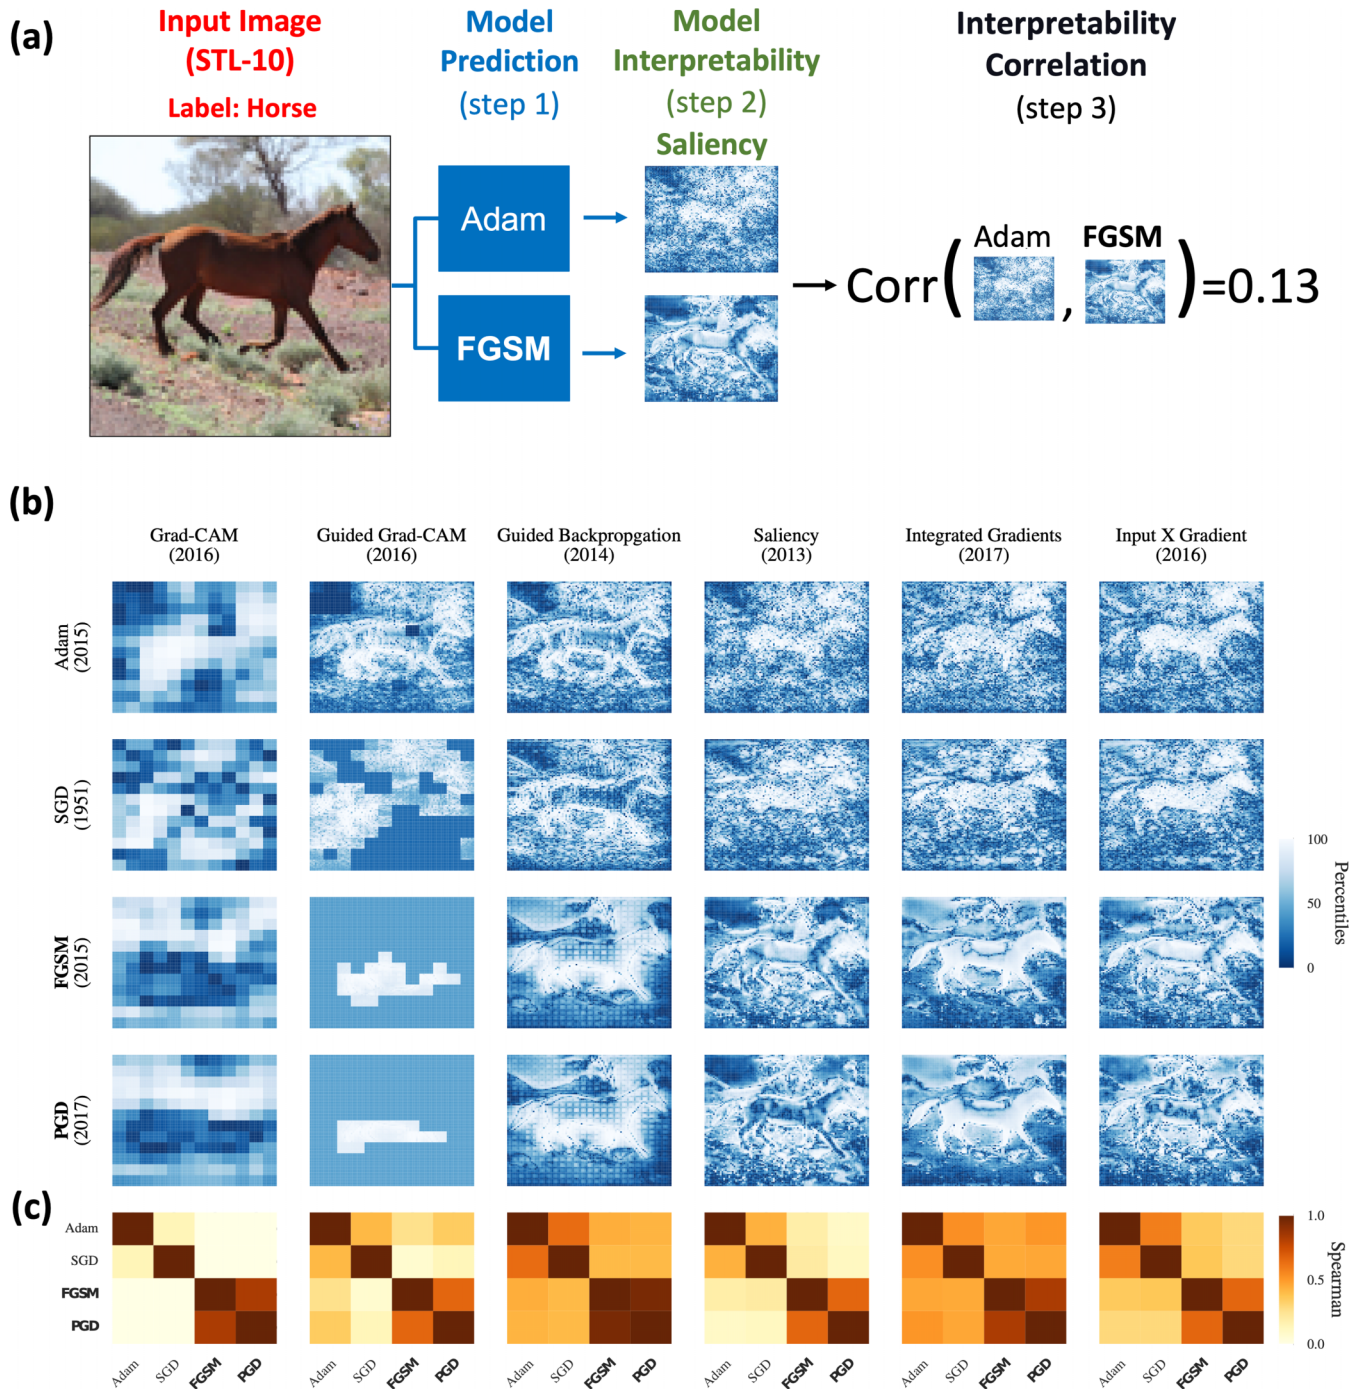 (a)
Input Image
(STL-10)
Label: Horse
Model
Prediction
(step 1)
Model
Interpretability
(step 2)
Saliency
Interpretability
Correlation
(step 3)
Adam
FGSM
Corr( Adam , FGSM )=0.13
(b)
Grad-CAM
(2016)
Guided Grad-CAM
(2016)
Guided Backpropgation
(2014)
Saliency
(2013)
Integrated Gradients
(2017)
Input X Gradient
(2016)
Adam
(2015)
SGD
(1951)
FGSM
(2015)
PGD
(2017)
100
50
0
Percentiles
(c)
Adam
SGD
FGSM
PGD
1.0
0.5
0.0
Spearman
Adam SGD FGSM PGD Adam SGD FGSM PGD Adam SGD FGSM PGD Adam SGD FGSM PGD Adam SGD FGSM PGD Adam SGD FGSM PGD